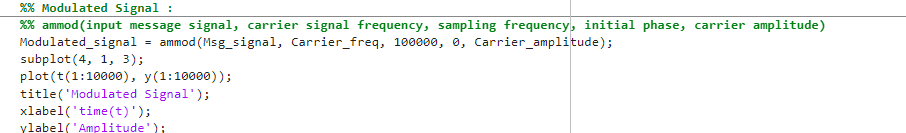 %% Modulated Signal :
%% ammod(input message signal, carrier signal frequency, sampling frequency, initial phase, carrier amplitude)
Modulated_signal = ammod(Msg_signal, Carrier_freq, 100000, 0, Carrier_amplitude);
subplot(4, 1, 3);
plot(t(1:10000), y(1:10000));
title('Modulated Signal');
xlabel('time(t)');
ylabel('Amplitude');